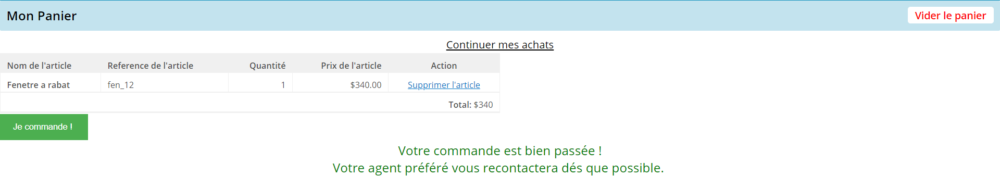 Mon Panier
Vider le panier
Continuer mes achats
Nom de l'article Reference de l'article Quantité Prix de l'article Action
Fenetre a rabat fen_12 1 $340.00 Supprimer l'article
Total: $340
Je commande !
Votre commande est bien passée !
Votre agent préféré vous recontactera dés que possible.